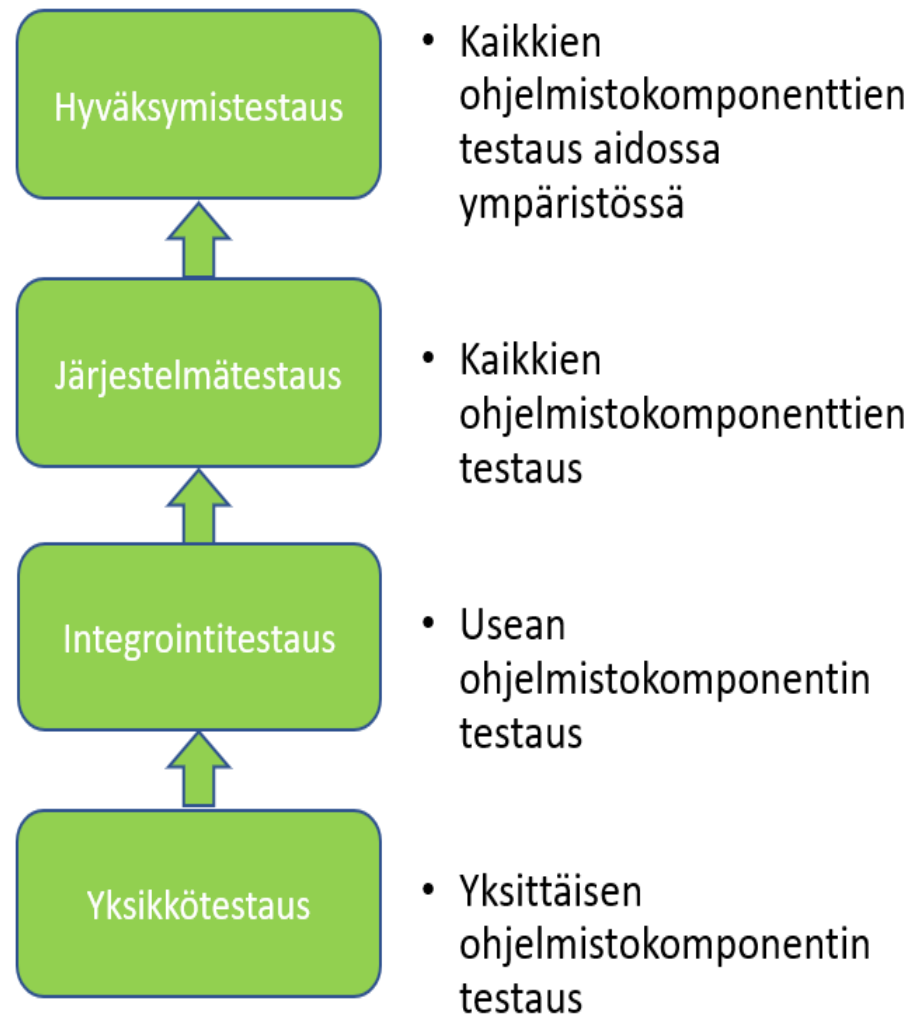 Hyväksymistestaus
• Kaikkien
ohjelmistokomponenttien
testaus aidossa
ympäristössä
Järjestelmätestaus
• Kaikkien
ohjelmistokomponenttien
testaus
Integrointitestaus
• Usean
ohjelmistokomponentin
testaus
Yksikkötestaus
• Yksittäisen
ohjelmistokomponentin
testaus